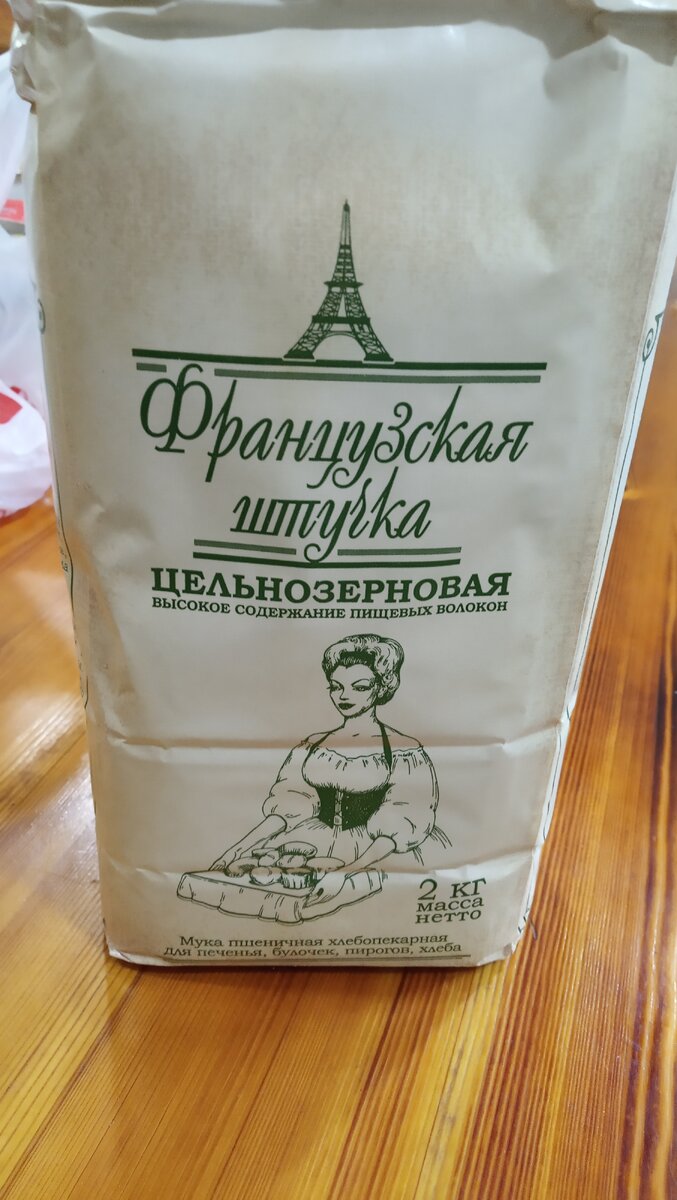 Французская
штучка
ЦЕЛЬНОЗЕРНОВАЯ
ВЫСОКОЕ СОДЕРЖАНИЕ ПИЩЕВЫХ ВОЛОКОН
2 КГ
МАССА
НЕТТО
Мука пшеничная хлебопекарная
для печенья, булочек, пирогов, хлеба